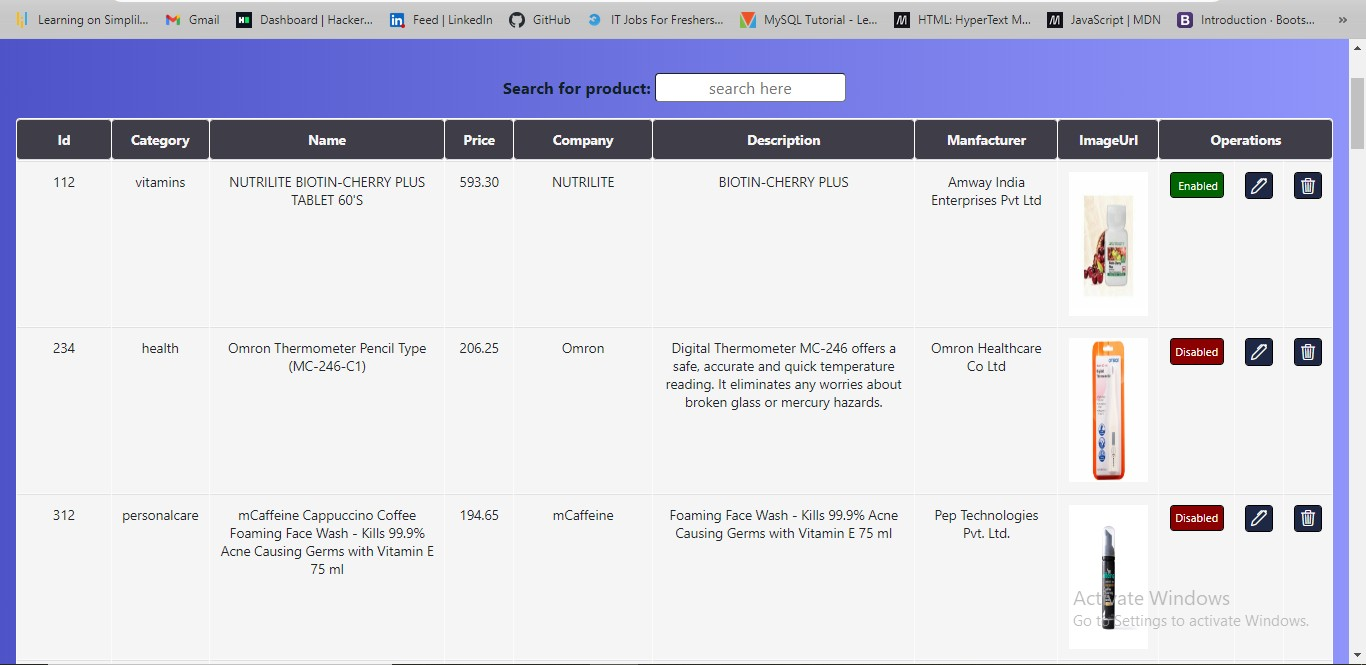 Learning on Simplil... Gmail Dashboard | Hacker... Feed | LinkedIn GitHub IT Jobs For Freshers... MySQL Tutorial - Le... HTML: HyperText M... JavaScript | MDN Introduction · Boots... »
Search for product: search here
Id Category Name Price Company Description Manfacturer ImageUrl Operations
112 vitamins NUTRILITE BIOTIN-CHERRY PLUS 593.30 NUTRILITE BIOTIN-CHERRY PLUS Amway India Enabled
TABLET 60'S Enterprises Pvt Ltd
234 health Omron Thermometer Pencil Type 206.25 Omron Digital Thermometer MC-246 offers a Omron Healthcare Disabled
(MC-246-C1) safe, accurate and quick temperature Co Ltd
reading. It eliminates any worries about
broken glass or mercury hazards.
312 personalcare mCaffeine Cappuccino Coffee 194.65 mCaffeine Foaming Face Wash - Kills 99.9% Acne Pep Technologies Disabled
Foaming Face Wash - Kills 99.9% Causing Germs with Vitamin E 75 ml Pvt. Ltd.
Acne Causing Germs with Vitamin E
75 ml
Activate Windows
Go to Settings to activate Windows.